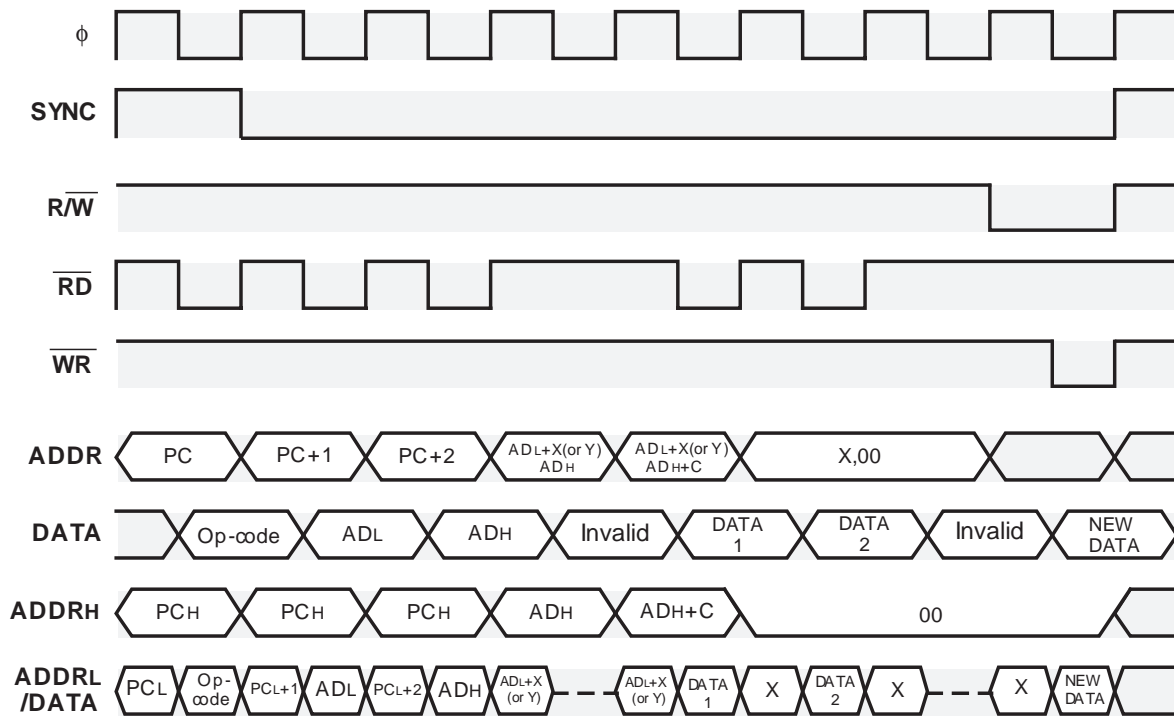 ϕ
SYNC
R/W̅
R̅D̅
W̅R̅
ADDR
PC
PC+1
PC+2
ADL+X(or Y)
ADH
ADL+X(or Y)
ADH+C
X,00
DATA
Op-code
ADL
ADH
Invalid
DATA
1
DATA
2
Invalid
NEW
DATA
ADDRH
PCH
PCH
PCH
ADH
ADH+C
00
ADDRL
/DATA
PCL
Op-
code
PCL+1
ADL
PCL+2
ADH
ADL+X
(or Y)
ADL+X
(or Y)
DATA
1
X
DATA
2
X
X
NEW
DATA